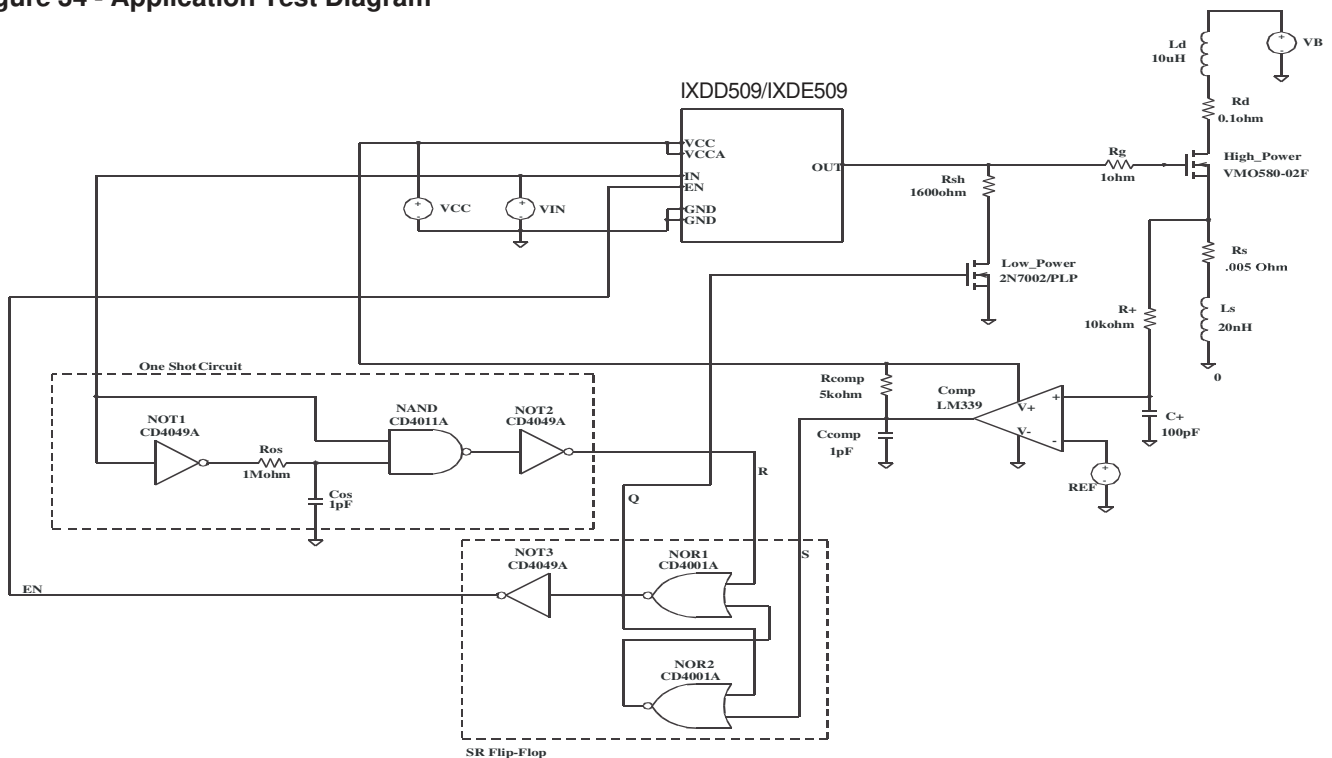 gure 34 - Application Test Diagram
Ld
10uH
+
-
VB
Rd
0.1ohm
IXDD509/IXDE509
VCC
VCCA
IN
EN
GND
GND
OUT
Rg
1ohm
High_Power
VMO580-02F
Rsh
1600ohm
+
-
VCC
+
-
VIN
Low_Power
2N7002/PLP
Rs
.005 Ohm
R+
10kohm
Ls
20nH
0
One Shot Circuit
Rcomp
5kohm
Comp
LM339
V+
V-
+
-
C+
100pF
Ccomp
1pF
+
-
REF
NOT1
CD4049A
Ros
1Mohm
Cos
1pF
NAND
CD4011A
NOT2
CD4049A
R
Q
S
EN
NOT3
CD4049A
NOR1
CD4001A
NOR2
CD4001A
SR Flip-Flop